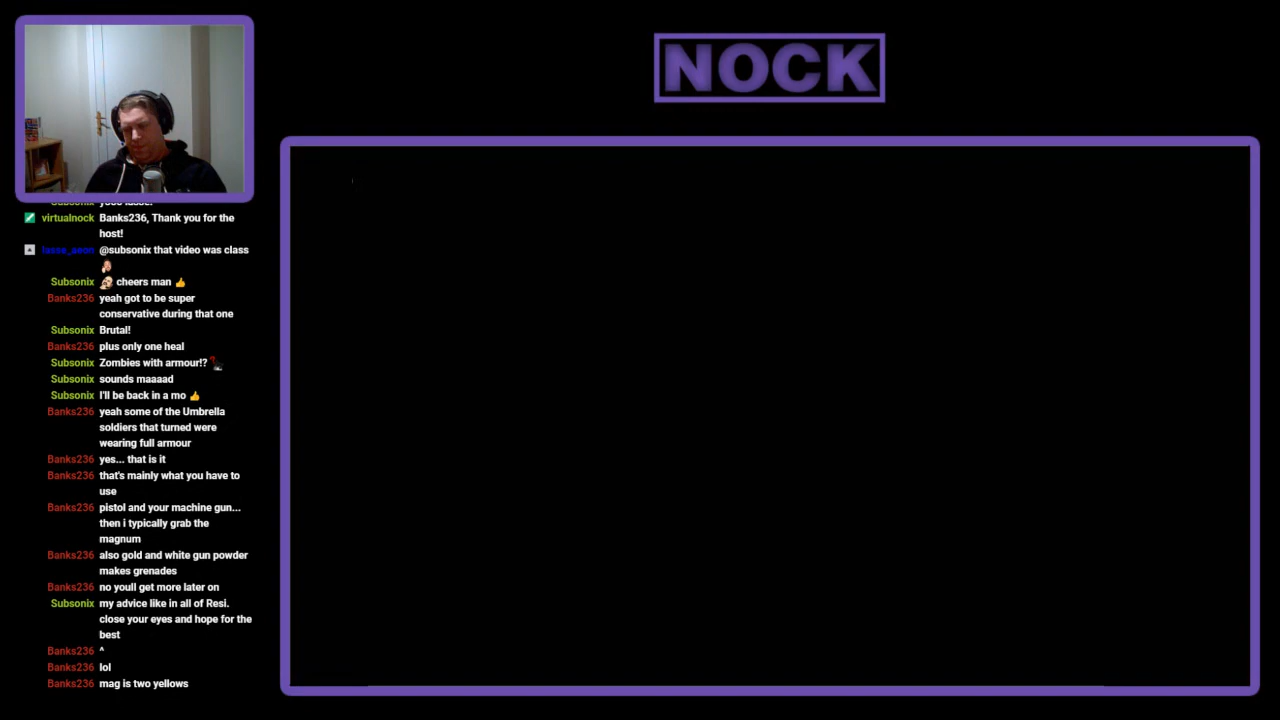 NOCK
virtualnock Banks236, Thank you for the
host!
lasse_aeon @subsonix that video was class
Subsonix cheers man 👍
Banks236 yeah got to be super
conservative during that one
Subsonix Brutal!
Banks236 plus only one heal
Subsonix Zombies with armour!?
Subsonix sounds maaaad
Subsonix I'll be back in a mo 👍
Banks236 yeah some of the Umbrella
soldiers that turned were
wearing full armour
Banks236 yes... that is it
Banks236 that's mainly what you have to
use
Banks236 pistol and your machine gun...
then i typically grab the
magnum
Banks236 also gold and white gun powder
makes grenades
Banks236 no youll get more later on
Subsonix my advice like in all of Resi.
close your eyes and hope for the
best
Banks236 ^
Banks236 lol
Banks236 mag is two yellows